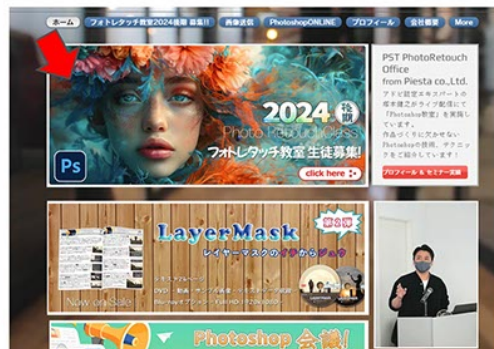 ホーム
フォトレタッチ教室2024後期 募集!!
画像送信
PhotoshopONLINE
プロフィール
会社概要
More
2024 後期
Photo RetouchClass
フォトレタッチ教室 生徒募集!
click here
Ps
PST PhotoRetouch
Office
from Piesta co.,Ltd.
アドビ認定エキスパートの
塚本建之がライブ配信にて
「Photoshop教室」を実施し
ています。
作品づくりに欠かせない
Photoshopの技術、テクニッ
クをご紹介しています！
プロフィール & セミナー実績
LayerMask 第2弾
レイヤーマスクのイチからジュウ
Now on Sale
Photoshop 会議!